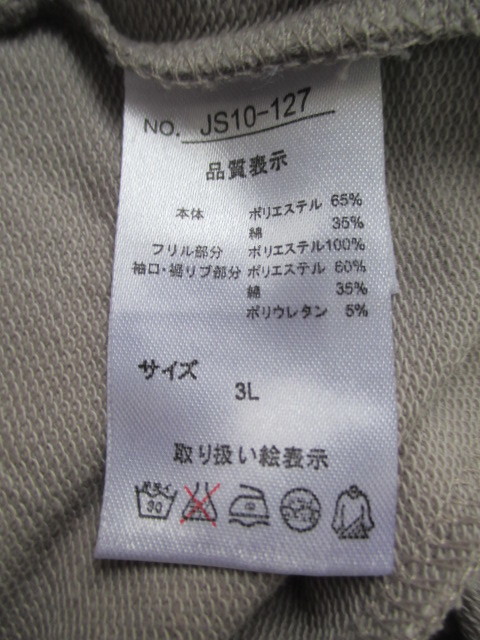 NO. JS10-127
品質表示
本体 ポリエステル 65%
綿 35%
フリル部分 ポリエステル100%
袖口・裾リブ部分 ポリエステル 60%
綿 35%
ポリウレタン 5%
サイズ
3L
取り扱い絵表示
ドライ
30